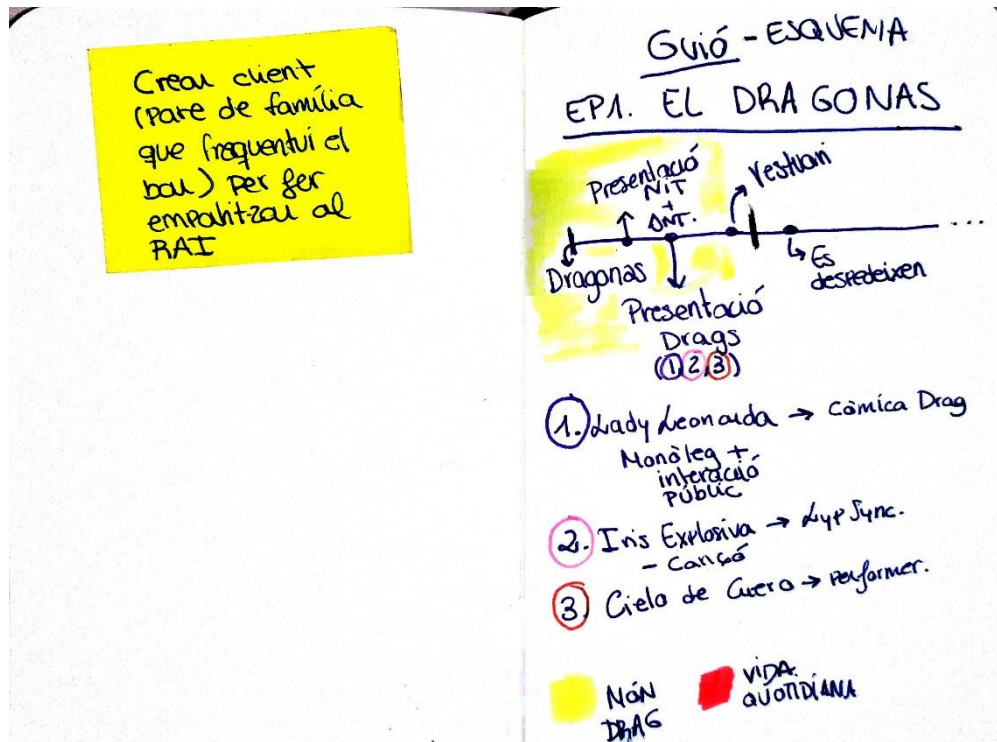 Crear client
(pare de família
que frequentui el
bar) per fer
empatitzar al
RAI
Guió - ESQUEMA
EP1. EL DRAGONAS
Presentació
NiT
+
ANT.
Vestuari
...
Dragonas
Es
despedeixen
Presentació
Drags
(1,2,3)
1. Lady Leonarda → Còmica Drag
Monòleg +
interacció
públic
2. Iris Explosiva → Lyp Sync.
- Cançó
3. Cielo de Cuero → performer.
MÓN
DRAG
ViDA
QUOTIDIANA